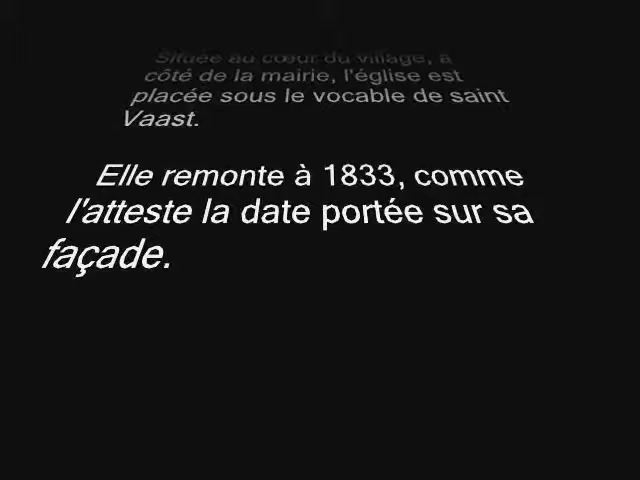 Située au cœur du village, à
côté de la mairie, l'église est
placée sous le vocable de saint
Vaast.
Elle remonte à 1833, comme
l'atteste la date portée sur sa
façade.